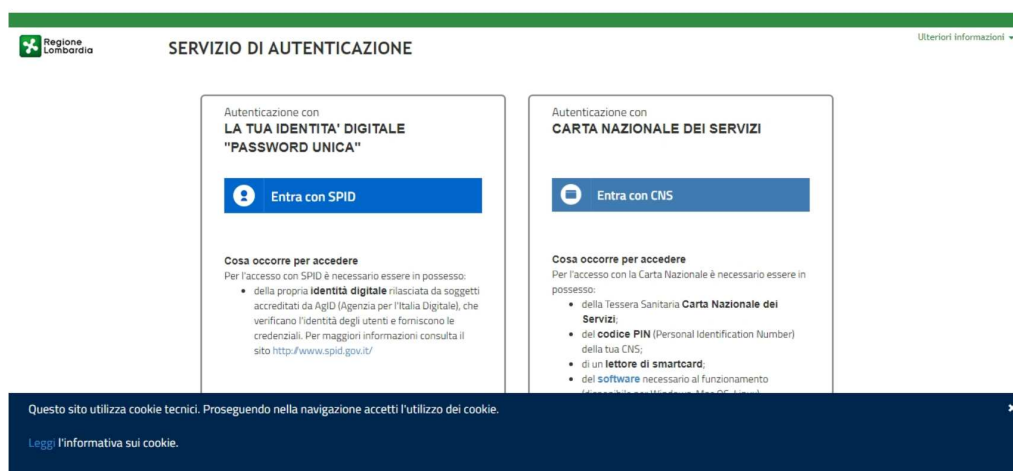 Regione
Lombardia
SERVIZIO DI AUTENTICAZIONE
Ulteriori informazioni
Autenticazione con
LA TUA IDENTITA' DIGITALE
"PASSWORD UNICA"
Entra con SPID
Cosa occorre per accedere
Per l'accesso con SPID è necessario essere in possesso:
della propria identità digitale rilasciata da soggetti
accreditati da AgID (Agenzia per l'Italia Digitale), che
verificano l'identità degli utenti e forniscono le
credenziali. Per maggiori informazioni consulta il
sito http://www.spid.gov.it/
Autenticazione con
CARTA NAZIONALE DEI SERVIZI
Entra con CNS
Cosa occorre per accedere
Per l'accesso con la Carta Nazionale è necessario essere in
possesso:
della Tessera Sanitaria Carta Nazionale dei
Servizi;
del codice PIN (Personal Identification Number)
della tua CNS;
di un lettore di smartcard;
del software necessario al funzionamento
Questo sito utilizza cookie tecnici. Proseguendo nella navigazione accetti l'utilizzo dei cookie.
Leggi l'informativa sui cookie.